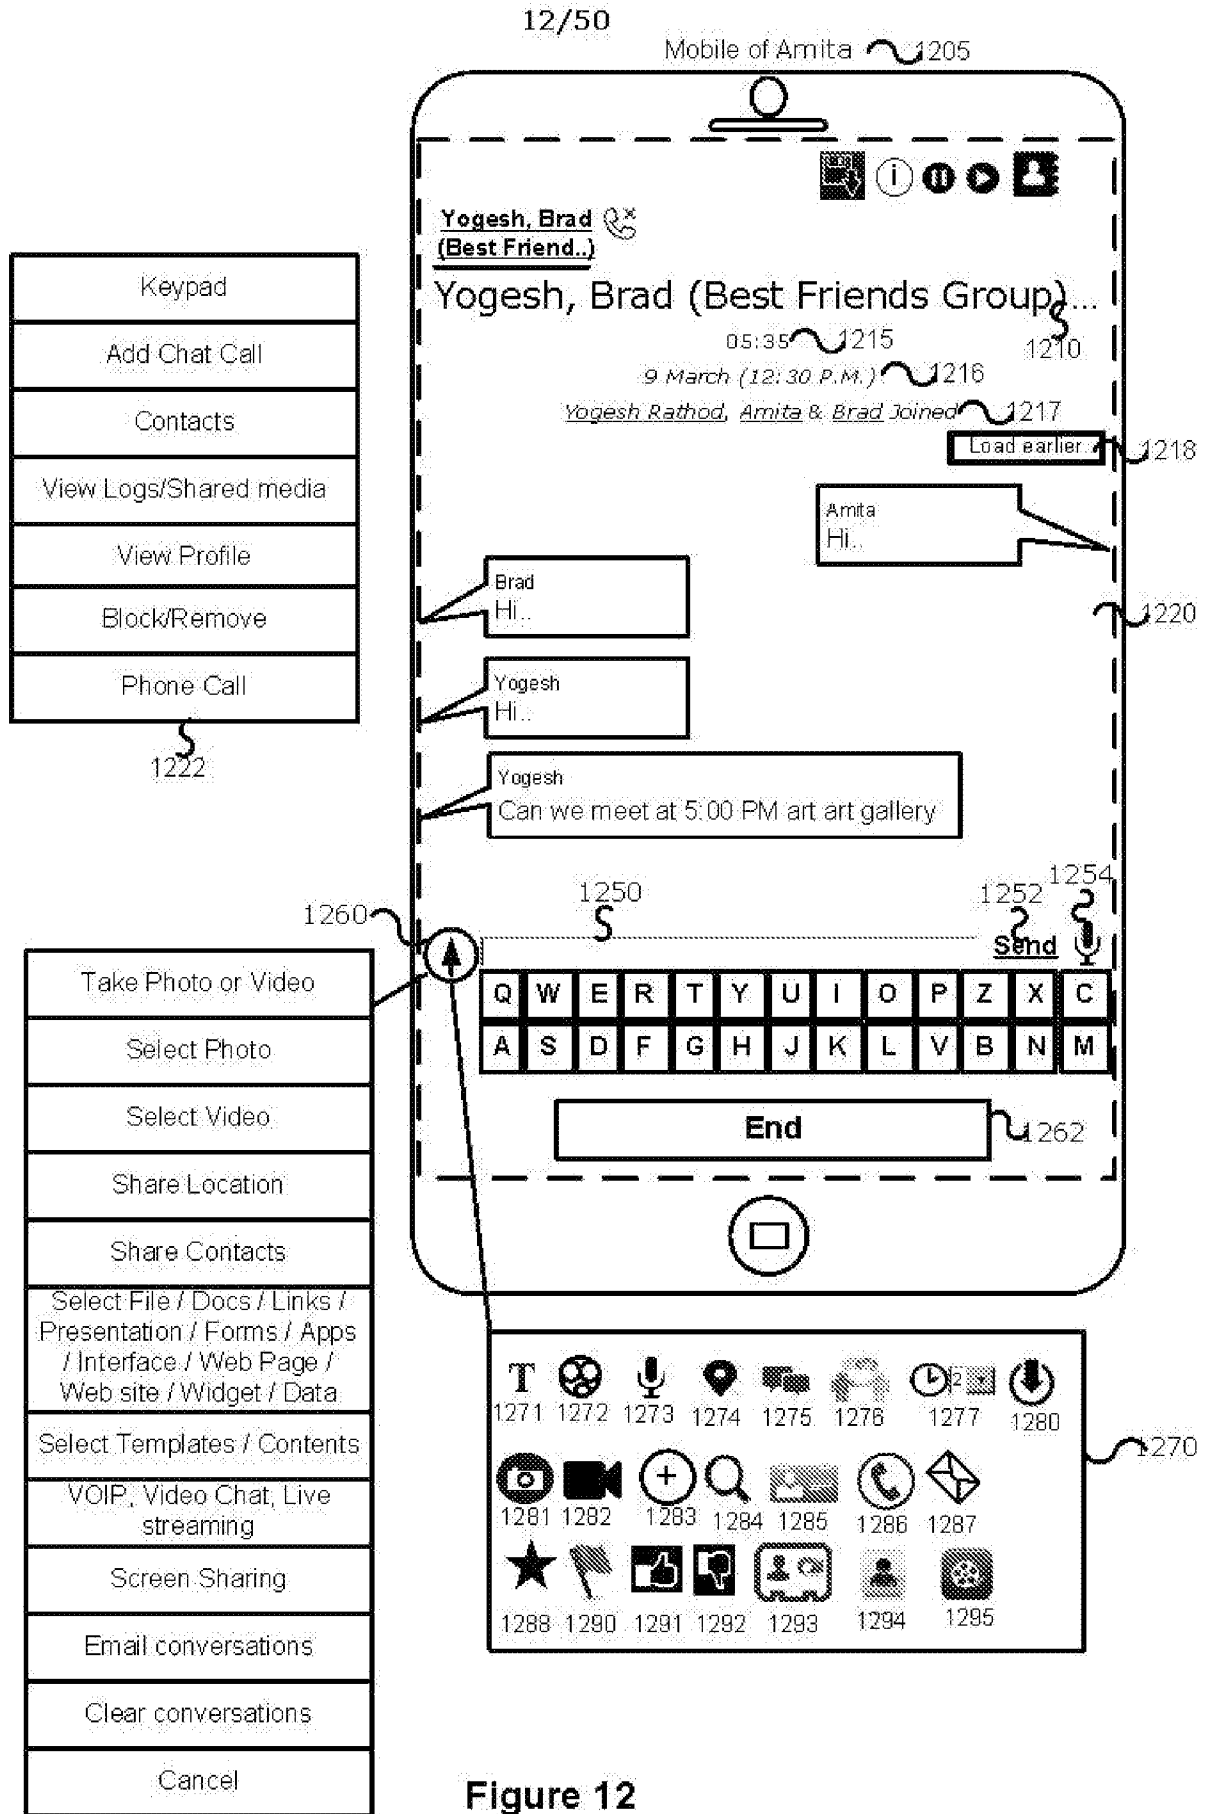 12/50
Mobile of Amita 1205
i
Yogesh, Brad
(Best Friend..)
Yogesh, Brad (Best Friends Group)...
1210
05:35 1215
9 March (12:30 P.M.) 1216
Yogesh Rathod, Amita & Brad Joined 1217
Load earlier.. 1218
Amita
Hi..
Brad
Hi..
1220
Yogesh
Hi..
Yogesh
Can we meet at 5:00 PM art art gallery
Keypad
Add Chat Call
Contacts
View Logs/Shared media
View Profile
Block/Remove
Phone Call
1222
1260
1250
1252
1254
Send
Q W E R T Y U I O P Z X C
A S D F G H J K L V B N M
End
1262
Take Photo or Video
Select Photo
Select Video
Share Location
Share Contacts
Select File / Docs / Links /
Presentation / Forms / Apps
/ Interface / Web Page /
Web site / Widget / Data
Select Templates / Contents
VOIP, Video Chat, Live
streaming
Screen Sharing
Email conversations
Clear conversations
Cancel
T 2
1271 1272 1273 1274 1275 1276 1277 1280
1270
1281 1282 1283 1284 1285 1286 1287
1288 1290 1291 1292 1293 1294 1295
Figure 12